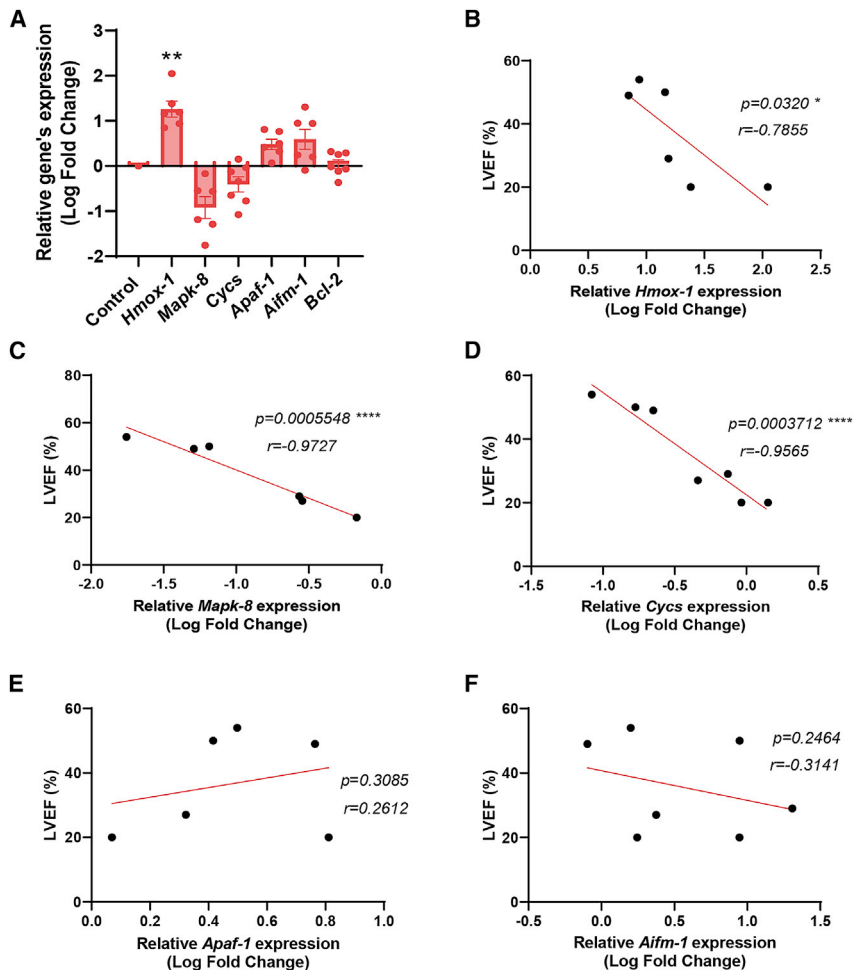 A
Relative gene's expression
(Log Fold Change)
3
2
1
0
-1
-2
**
Control
Hmox-1
Mapk-8
Cycs
Apaf-1
Aifm-1
Bcl-2
B
LVEF (%)
60
40
20
0
p=0.0320 *
r=-0.7855
0.0 0.5 1.0 1.5 2.0 2.5
Relative Hmox-1 expression
(Log Fold Change)
C
LVEF (%)
80
60
40
20
0
p=0.0005548 ****
r=-0.9727
-2.0 -1.5 -1.0 -0.5 0.0
Relative Mapk-8 expression
(Log Fold Change)
D
LVEF (%)
60
40
20
0
p=0.0003712 ****
r=-0.9565
-1.5 -1.0 -0.5 0.0 0.5
Relative Cycs expression
(Log Fold Change)
E
LVEF (%)
60
40
20
0
p=0.3085
r=0.2612
0.0 0.2 0.4 0.6 0.8 1.0
Relative Apaf-1 expression
(Log Fold Change)
F
LVEF (%)
60
40
20
0
p=0.2464
r=-0.3141
-0.5 0.0 0.5 1.0 1.5
Relative Aifm-1 expression
(Log Fold Change)